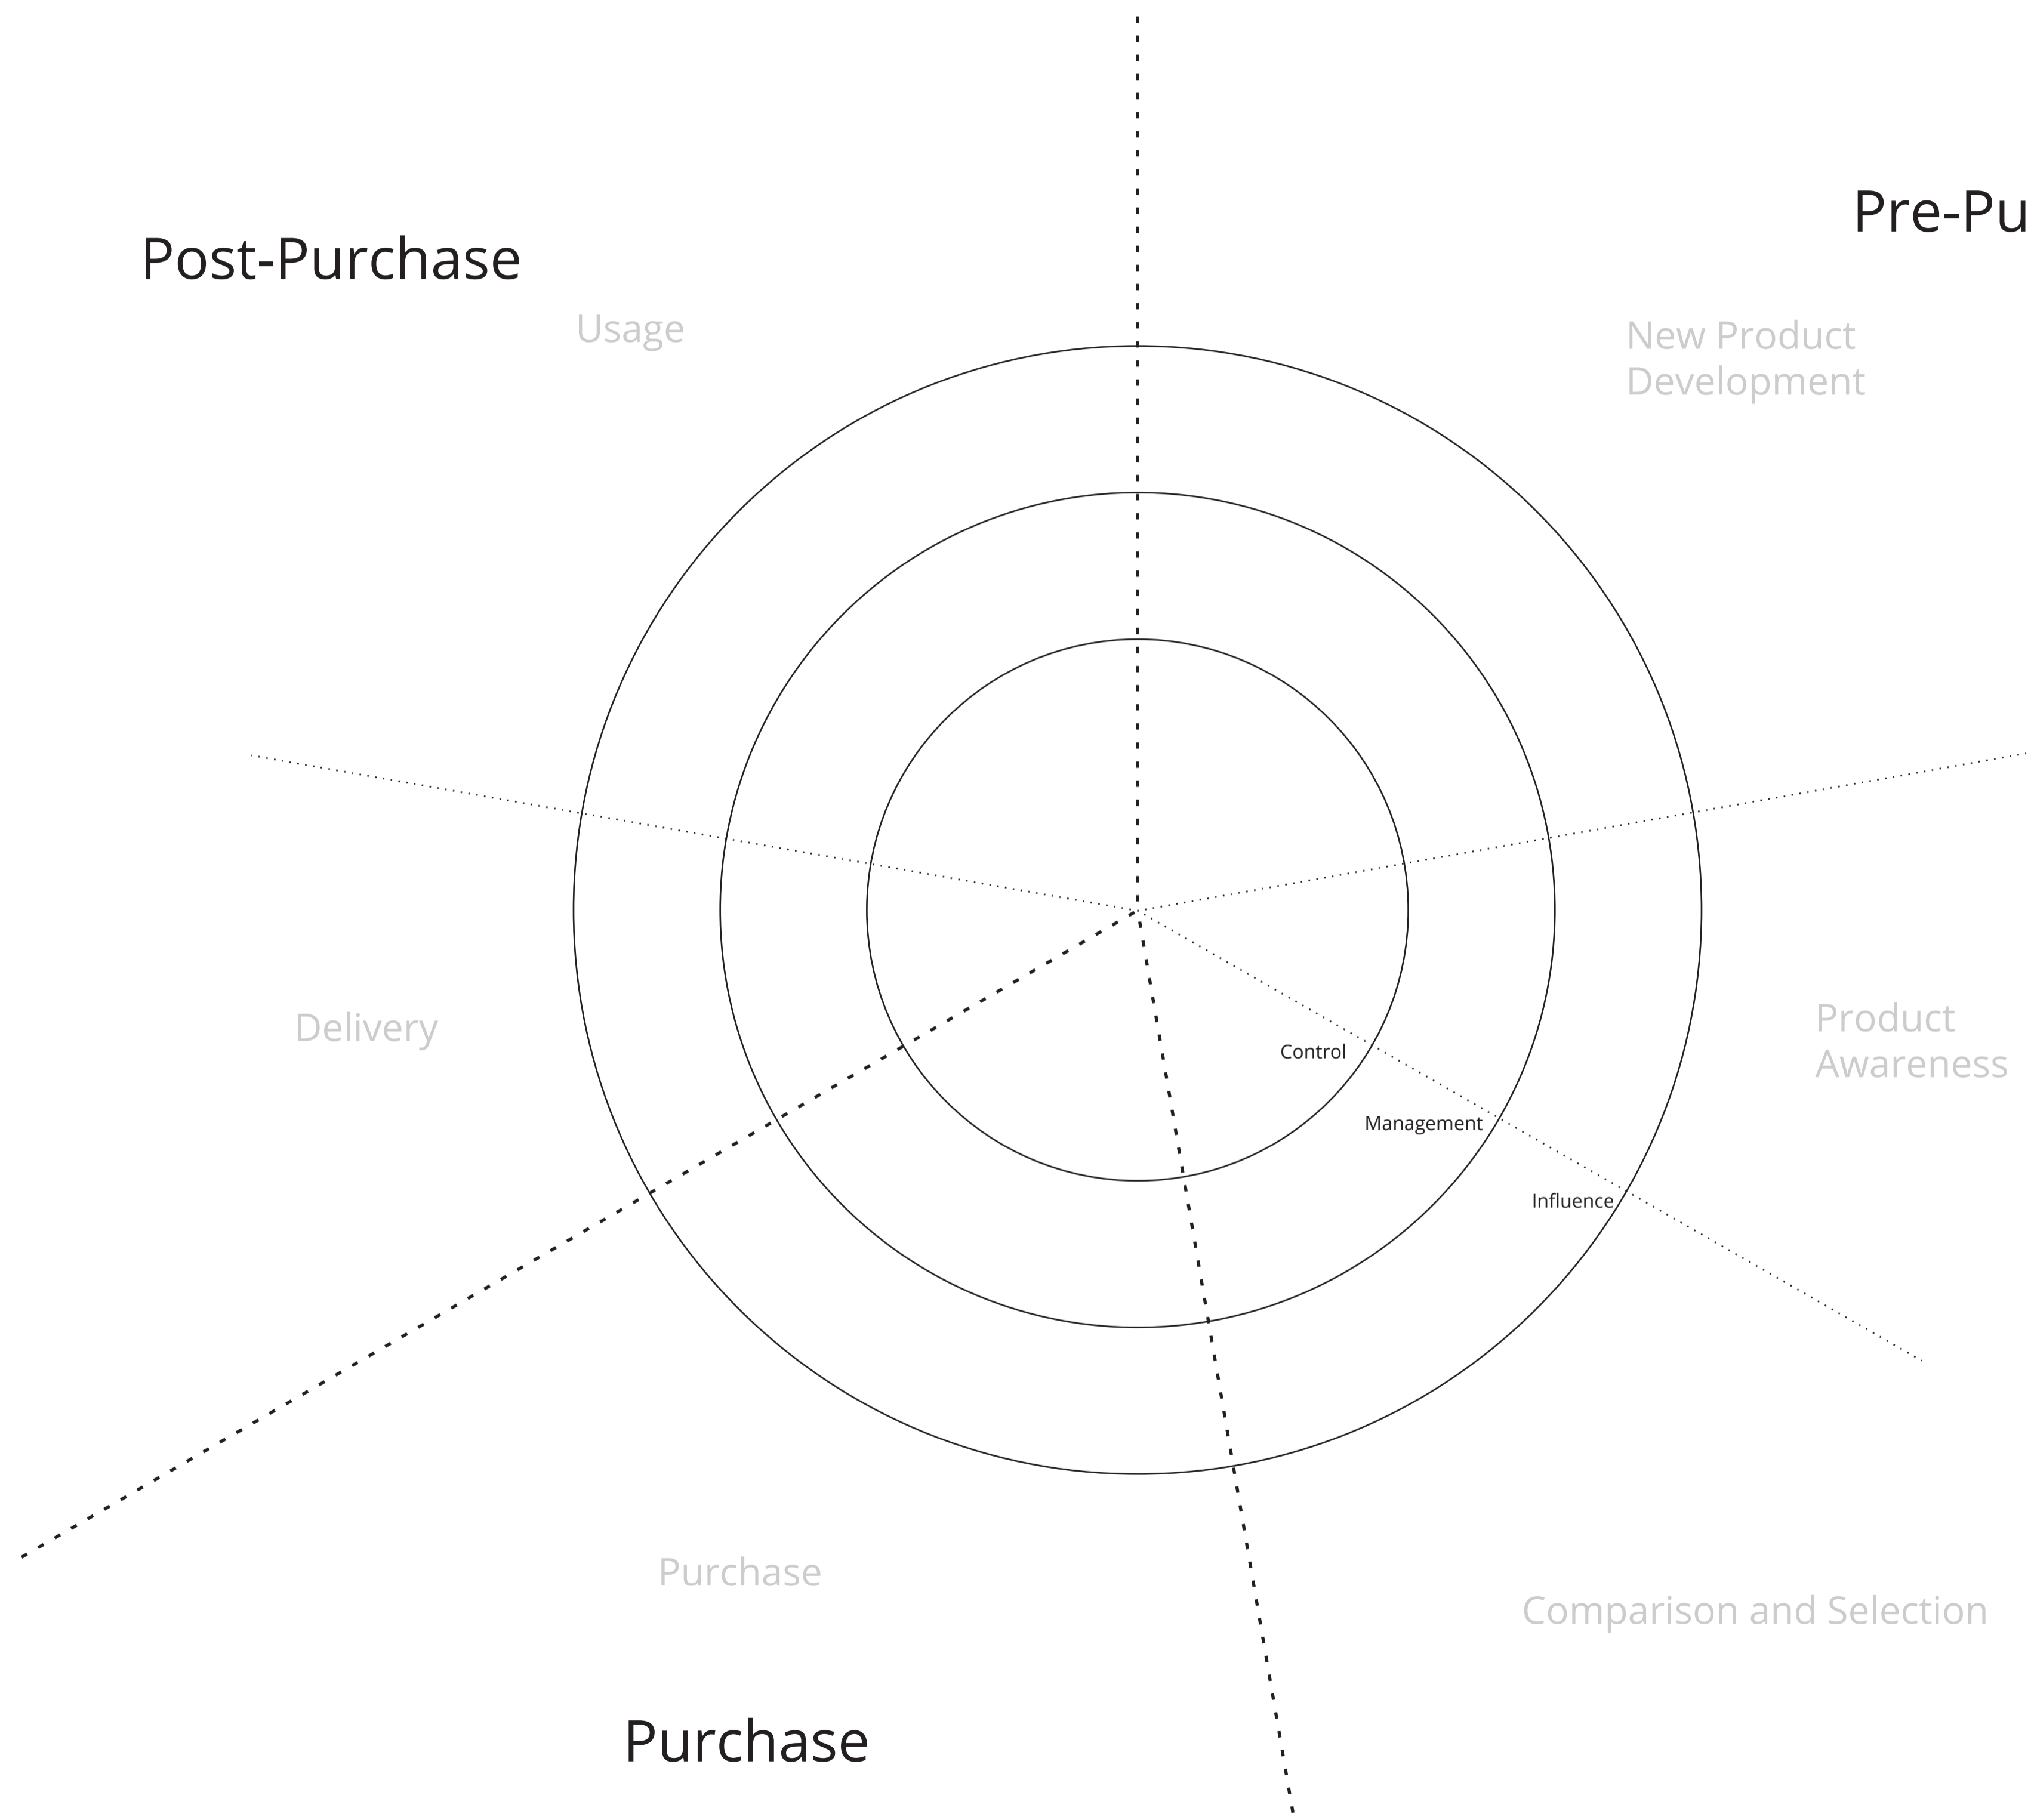 Pre-Pu
Post-Purchase
Usage
New Product
Development
Product
Awareness
Delivery
Control
Management
Influence
Purchase
Comparison and Selection
Purchase